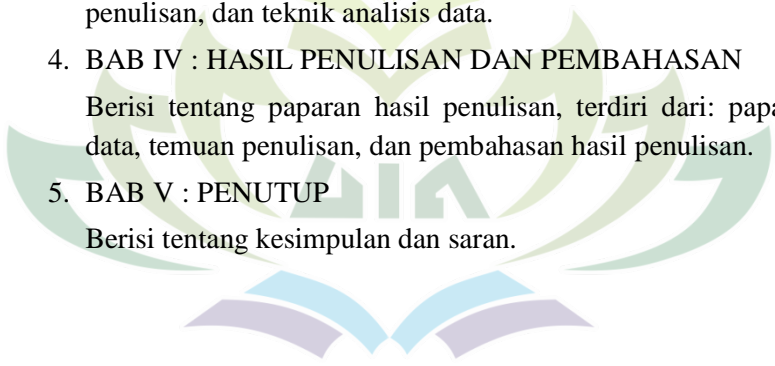 penulisan, dan teknik analisis data.
4. BAB IV : HASIL PENULISAN DAN PEMBAHASAN
Berisi tentang paparan hasil penulisan, terdiri dari:
data, temuan penulisan, dan pembahasan hasil penulisan.
5. BAB V : PENUTUP
Berisi tentang kesimpulan dan saran.